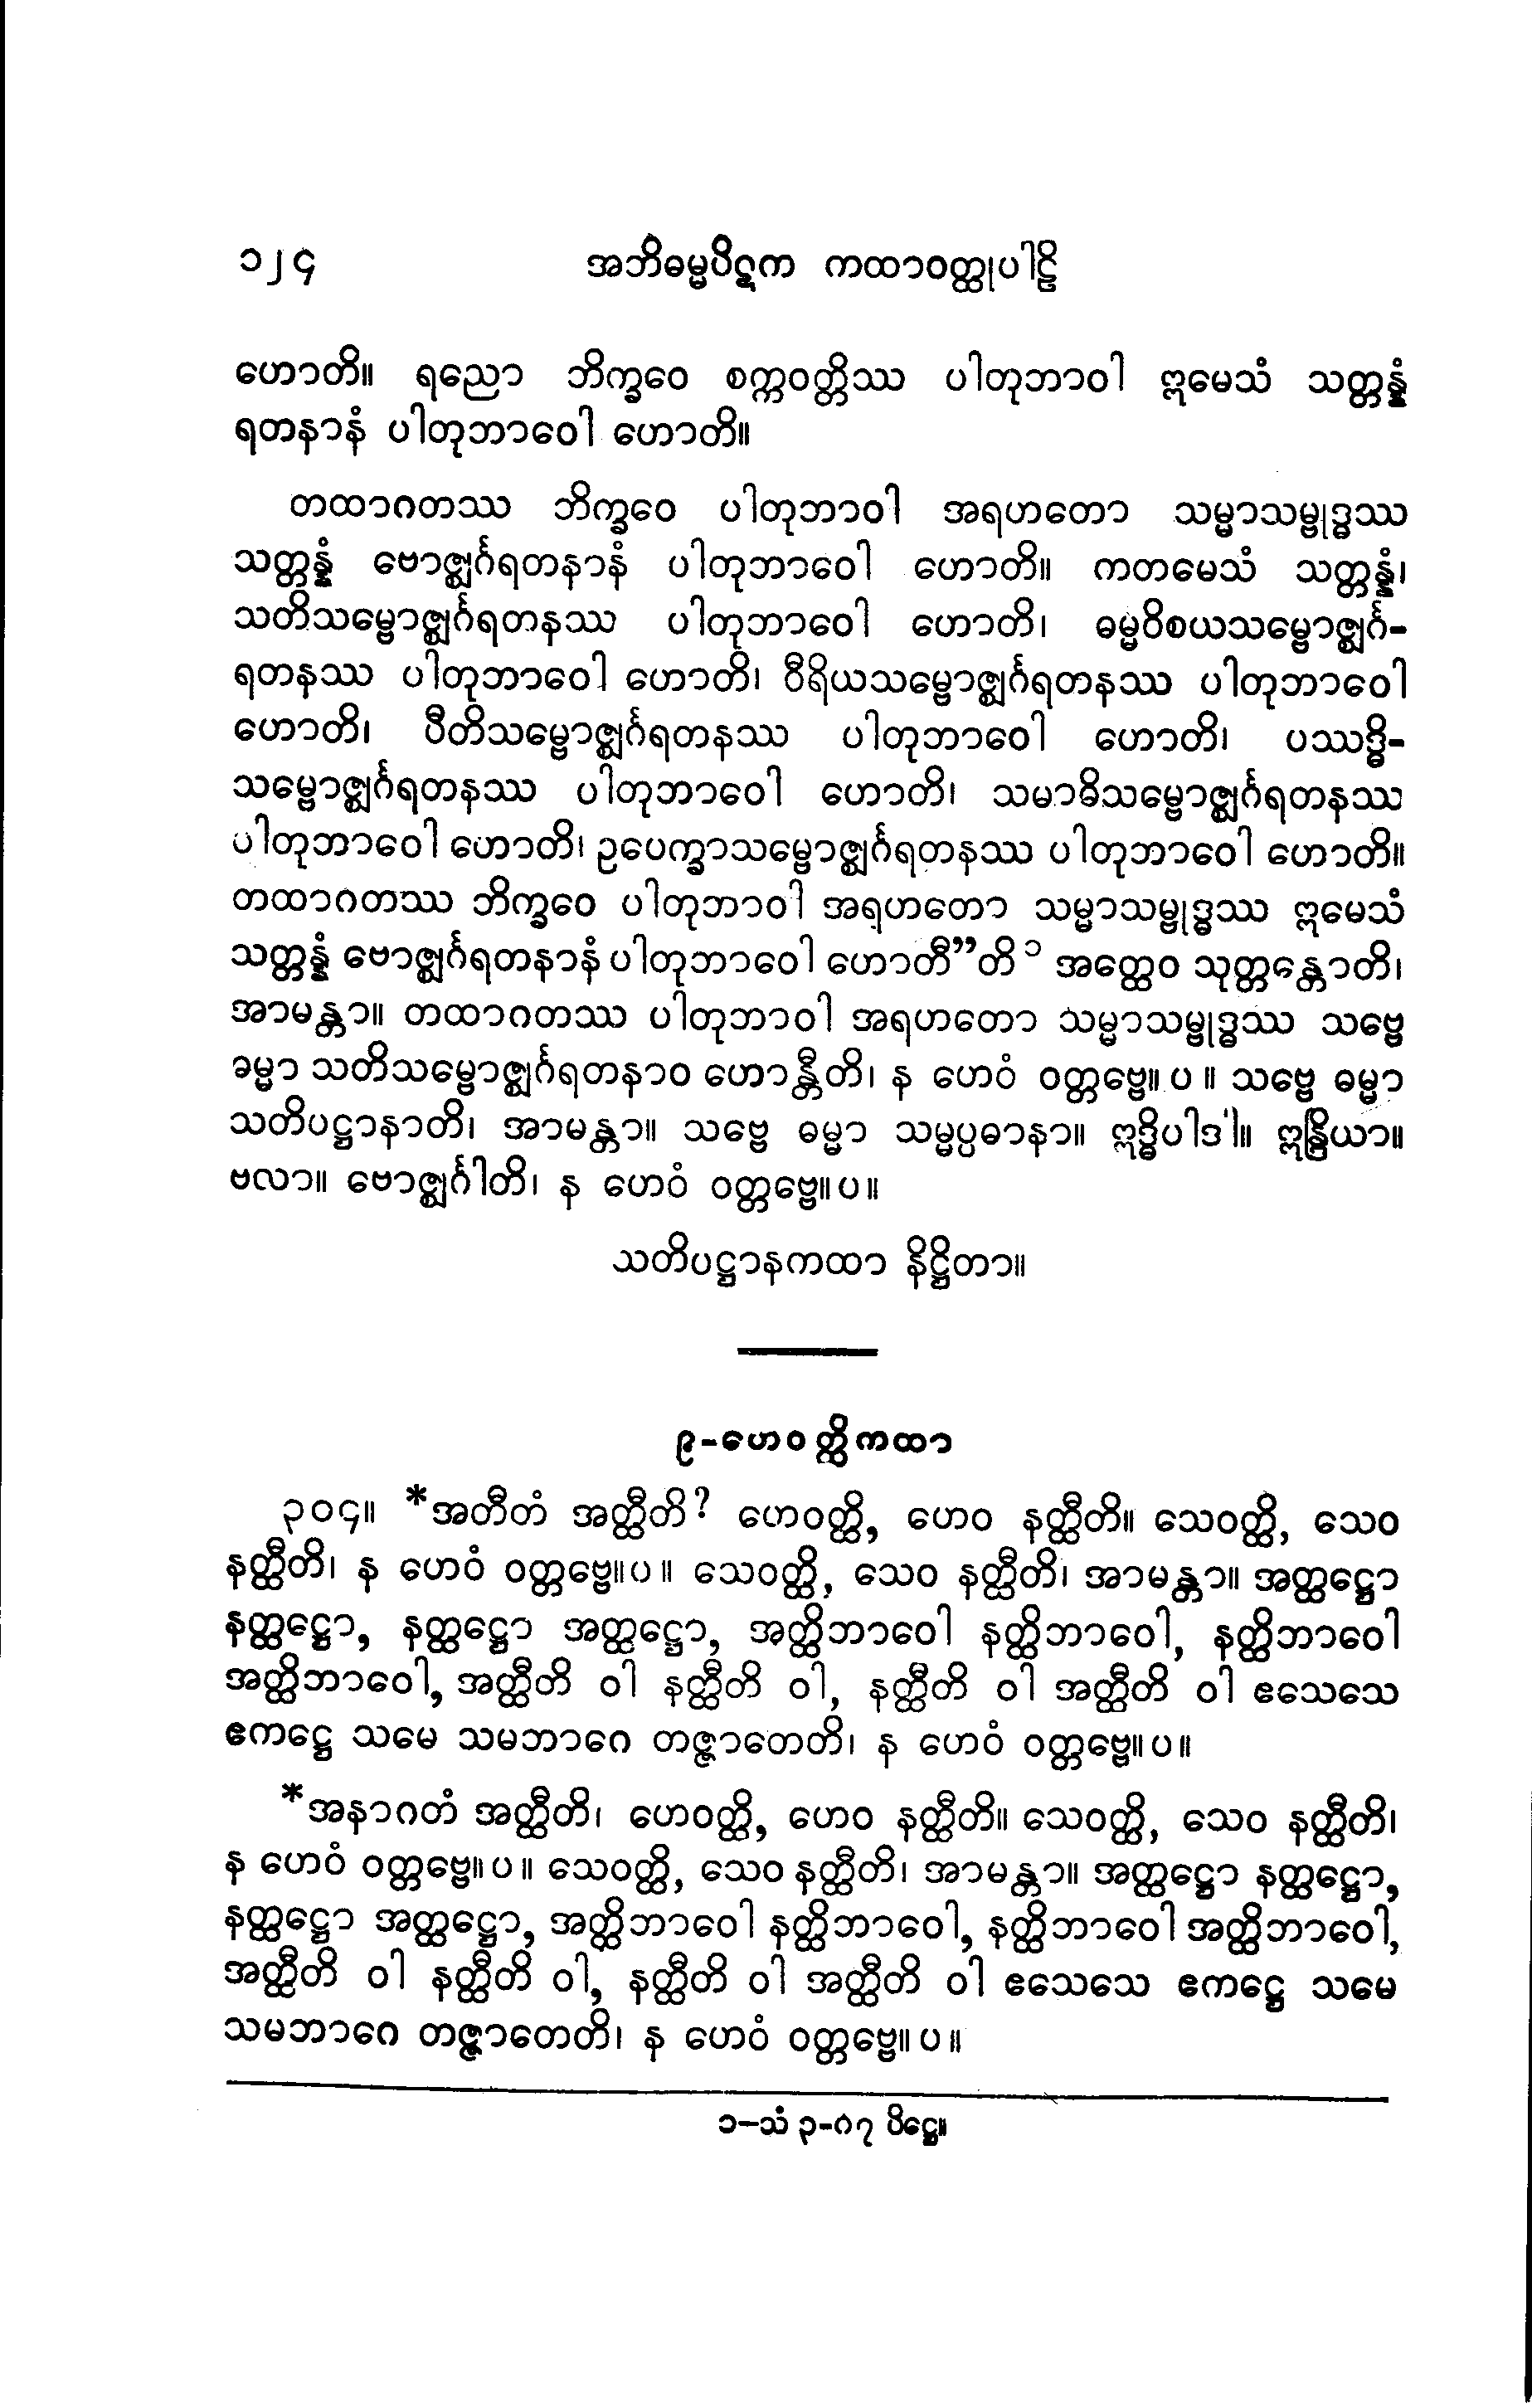 ၁၂၄ အဘိဓမ္မပိဋက ကထာဝတ္ထုပါဠိ
ဟောတိ။ ရညော ဘိက္ခဝေ စက္ကဝတ္တိဿ ပါတုဘာဝါ ဣမေသံ သတ္တန္နံ
ရတနာနံ ပါတုဘာဝေါ ဟောတိ။
တထာဂတဿ ဘိက္ခဝေ ပါတုဘာဝါ အရဟတော သမ္မာသမ္ဗုဒ္ဓဿ
သတ္တန္နံ ဗောဇ္ဈင်္ဂရတနာနံ ပါတုဘာဝေါ ဟောတိ။ ကတမေသံ သတ္တန္နံ၊
သတိသမ္ဗောဇ္ဈင်္ဂရတနဿ ပါတုဘာဝေါ ဟောတိ၊ ဓမ္မဝိစယသမ္ဗောဇ္ဈင်္ဂ-
ရတနဿ ပါတုဘာဝေါ ဟောတိ၊ ဝီရိယသမ္ဗောဇ္ဈင်္ဂရတနဿ ပါတုဘာဝေါ
ဟောတိ၊ ပီတိသမ္ဗောဇ္ဈင်္ဂရတနဿ ပါတုဘာဝေါ ဟောတိ၊ ပဿဒ္ဓိ-
သမ္ဗောဇ္ဈင်္ဂရတနဿ ပါတုဘာဝေါ ဟောတိ၊ သမာဓိသမ္ဗောဇ္ဈင်္ဂရတနဿ
ပါတုဘာဝေါ ဟောတိ၊ ဥပေက္ခာသမ္ဗောဇ္ဈင်္ဂရတနဿ ပါတုဘာဝေါ ဟောတိ။
တထာဂတဿ ဘိက္ခဝေ ပါတုဘာဝါ အရဟတော သမ္မာသမ္ဗုဒ္ဓဿ ဣမေသံ
သတ္တန္နံ ဗောဇ္ဈင်္ဂရတနာနံ ပါတုဘာဝေါ ဟောတီ”တိ ၁ အတ္ထေဝ သုတ္တန္တောတိ၊
အာမန္တာ။ တထာဂတဿ ပါတုဘာဝါ အရဟတော သမ္မာသမ္ဗုဒ္ဓဿ သဗ္ဗေ
ဓမ္မာ သတိသမ္ဗောဇ္ဈင်္ဂရတနာဝ ဟောန္တီတိ၊ န ဟေဝံ ဝတ္တဗ္ဗေ။ ပ ။ သဗ္ဗေ ဓမ္မာ
သတိပဋ္ဌာနာတိ၊ အာမန္တာ။ သဗ္ဗေ ဓမ္မာ သမ္မပ္ပဓာနာ။ ဣဒ္ဓိပါဒါ။ ဣန္ဒြိယာ။
ဗလာ။ ဗောဇ္ဈင်္ဂါတိ၊ န ဟေဝံ ဝတ္တဗ္ဗေ။ ပ ။
သတိပဋ္ဌာနကထာ နိဋ္ဌိတာ။
၉-ဟေဝတ္ထိကထာ
၃၀၄။ *အတီတံ အတ္ထီတိ? ဟေဝတ္ထိ, ဟေဝ နတ္ထီတိ။ သေဝတ္ထိ, သေဝ
နတ္ထီတိ၊ န ဟေဝံ ဝတ္တဗ္ဗေ။ ပ ။ သေဝတ္ထိ, သေဝ နတ္ထီတိ၊ အာမန္တာ။ အတ္ထဋ္ဌော
နတ္ထဋ္ဌော, နတ္ထဋ္ဌော အတ္ထဋ္ဌော, အတ္ထိဘာဝေါ နတ္ထိဘာဝေါ, နတ္ထိဘာဝေါ
အတ္ထိဘာဝေါ, အတ္ထီတိ ဝါ နတ္ထီတိ ဝါ, နတ္ထီတိ ဝါ အတ္ထီတိ ဝါ ဧသေသေ
ဧကဋ္ဌေ သမေ သမဘာဂေ တဇ္ဇာတေတိ၊ န ဟေဝံ ဝတ္တဗ္ဗေ။ ပ ။
*အနာဂတံ အတ္ထီတိ၊ ဟေဝတ္ထိ, ဟေဝ နတ္ထီတိ။ သေဝတ္ထိ, သေဝ နတ္ထီတိ၊
န ဟေဝံ ဝတ္တဗ္ဗေ။ ပ ။ သေဝတ္ထိ, သေဝ နတ္ထီတိ၊ အာမန္တာ။ အတ္ထဋ္ဌော နတ္ထဋ္ဌော,
နတ္ထဋ္ဌော အတ္ထဋ္ဌော, အတ္ထိဘာဝေါ နတ္ထိဘာဝေါ, နတ္ထိဘာဝေါ အတ္ထိဘာဝေါ,
အတ္ထီတိ ဝါ နတ္ထီတိ ဝါ, နတ္ထီတိ ဝါ အတ္ထီတိ ဝါ ဧသေသေ ဧကဋ္ဌေ သမေ
သမဘာဂေ တဇ္ဇာတေတိ၊ န ဟေဝံ ဝတ္တဗ္ဗေ။ ပ ။
၁-သံ ၃-၈၇ ပိဋ္ဌေ။